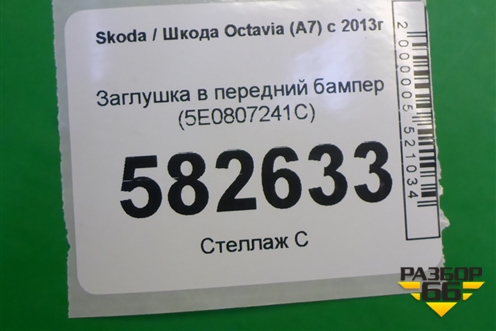 Skoda / Шкода Octavia (A7) с 2013г
Заглушка в передний бампер
(5E0807241C)
582633
Стеллаж С
2000005521034
РАЗБОР
66